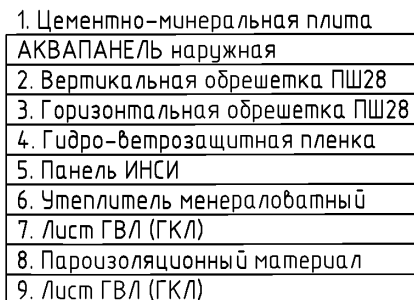 1. Цементно-минеральная плита
АКВАПАНЕЛЬ наружная
2. Вертикальная обрешетка ПШ28
3. Горизонтальная обрешетка ПШ28
4. Гидро-ветрозащитная пленка
5. Панель ИНСИ
6. Утеплитель менераловатный
7. Лист ГВЛ (ГКЛ)
8. Пароизоляционный материал
9. Лист ГВЛ (ГКЛ)